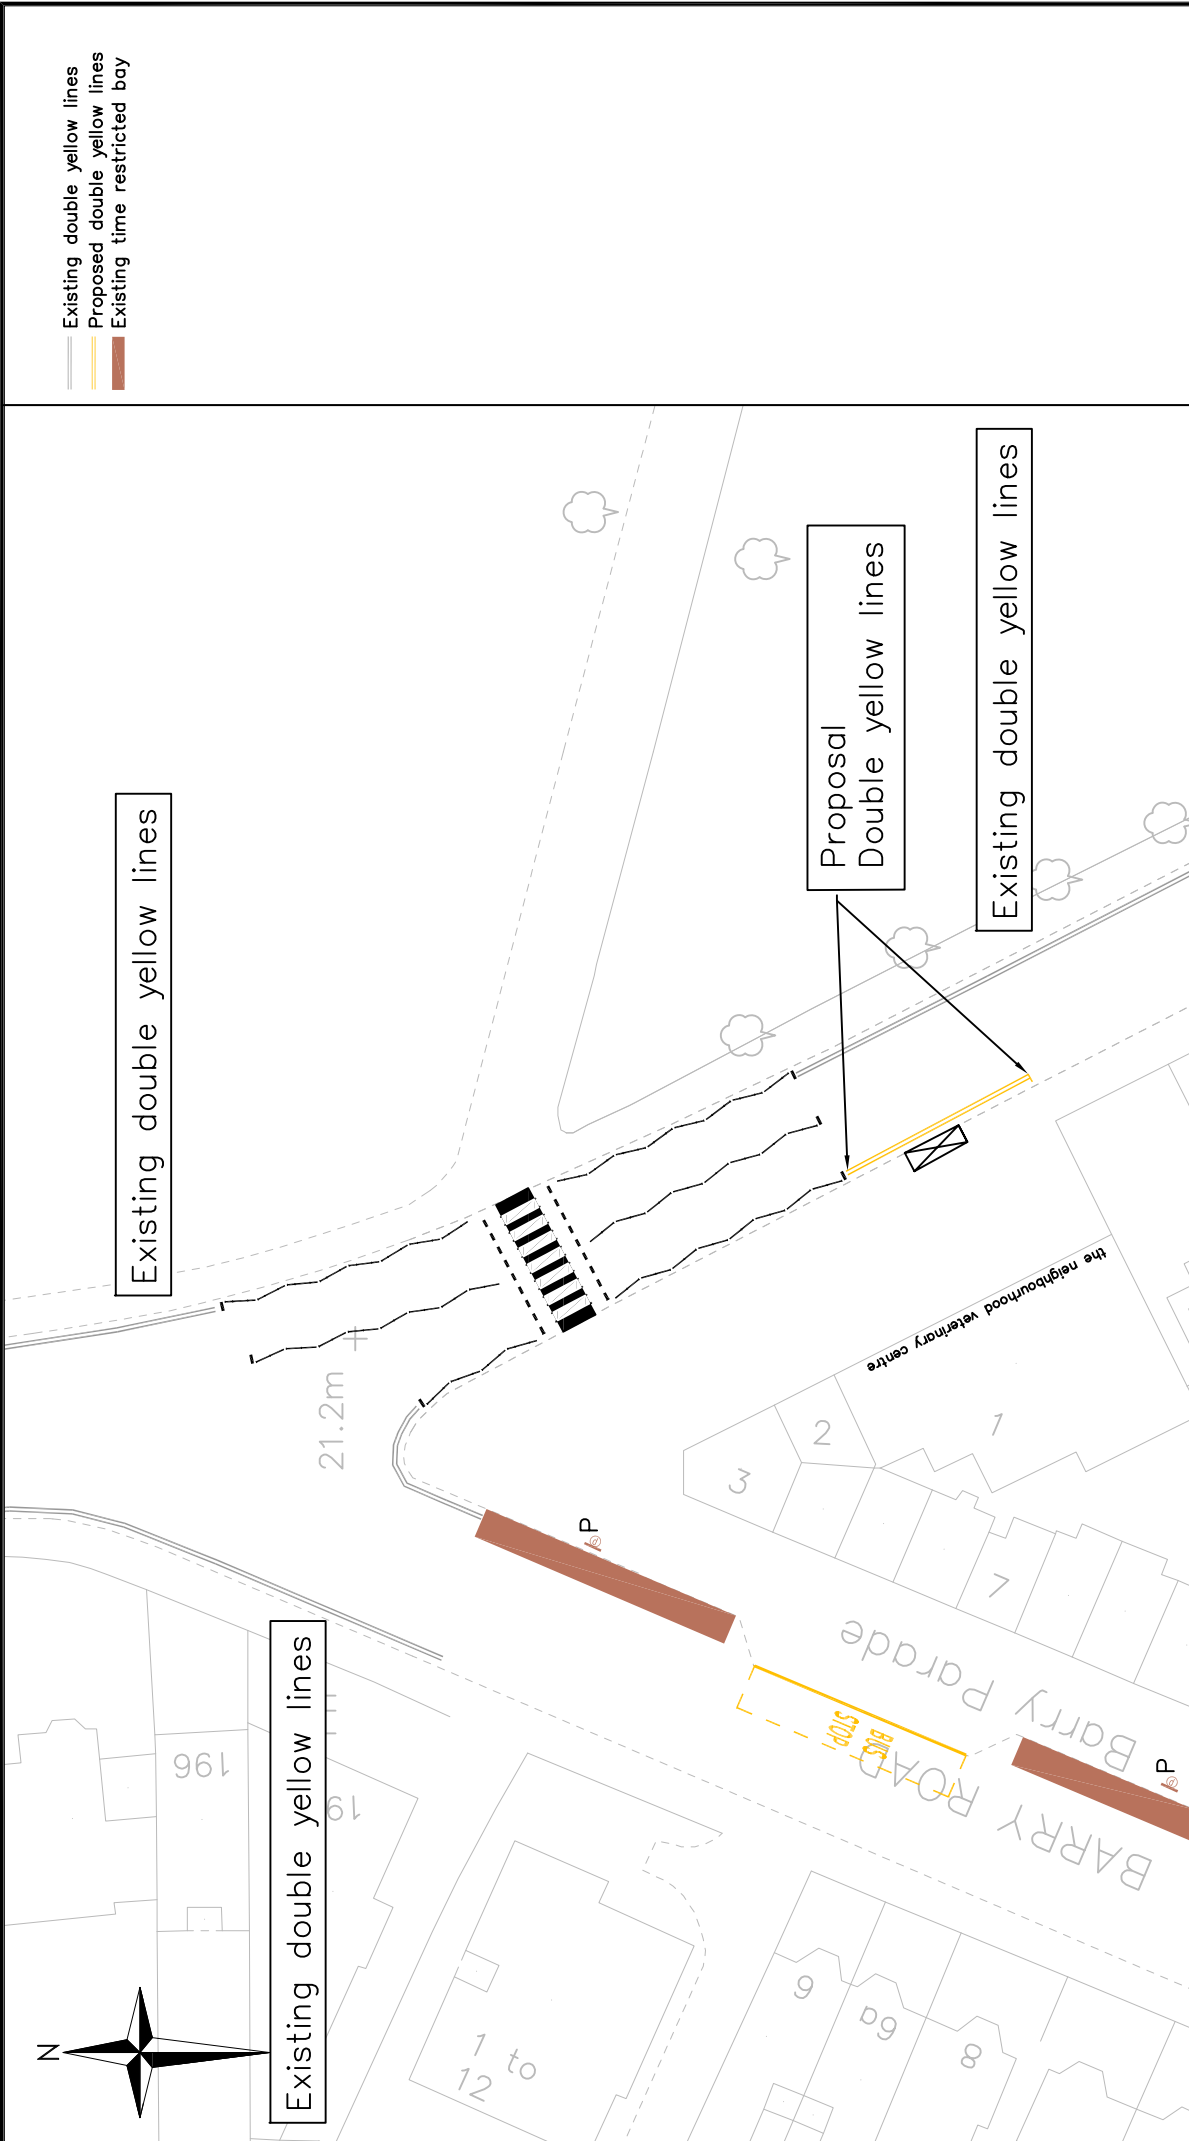 Existing double yellow lines
Proposed double yellow lines
Existing time restricted bay
Existing double yellow lines
Proposal
Double yellow lines
Existing double yellow lines
Existing double yellow lines
21.2m
the neighbourhood veterinary centre
3
2
1
7
P
Barry Parade
BUS
STOP
BARRY ROAD
P
196
19
1 to
12
9
9a
8
N